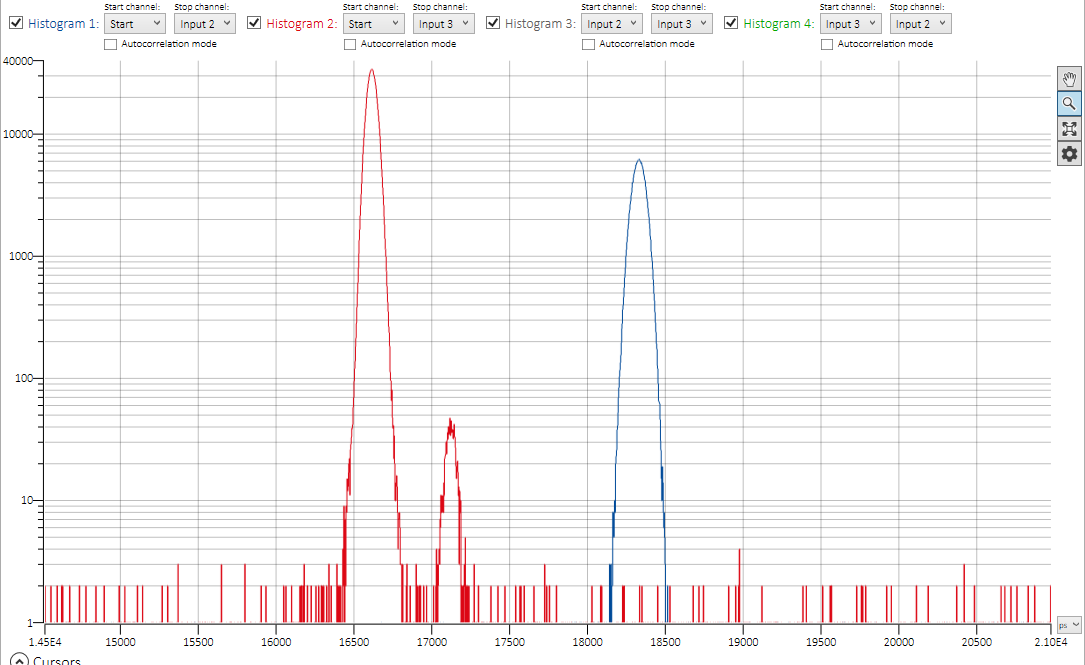 Start channel: Stop channel: Start channel: Stop channel: Start channel: Stop channel: Start channel: Stop channel:
Histogram 1: Start Input 2 Histogram 2: Start Input 3 Histogram 3: Input 2 Input 3 Histogram 4: Input 3 Input 2
Autocorrelation mode Autocorrelation mode Autocorrelation mode Autocorrelation mode
40000
10000
1000
100
10
1
1.45E4 15000 15500 16000 16500 17000 17500 18000 18500 19000 19500 20000 20500 2.10E4
ps
Cursors